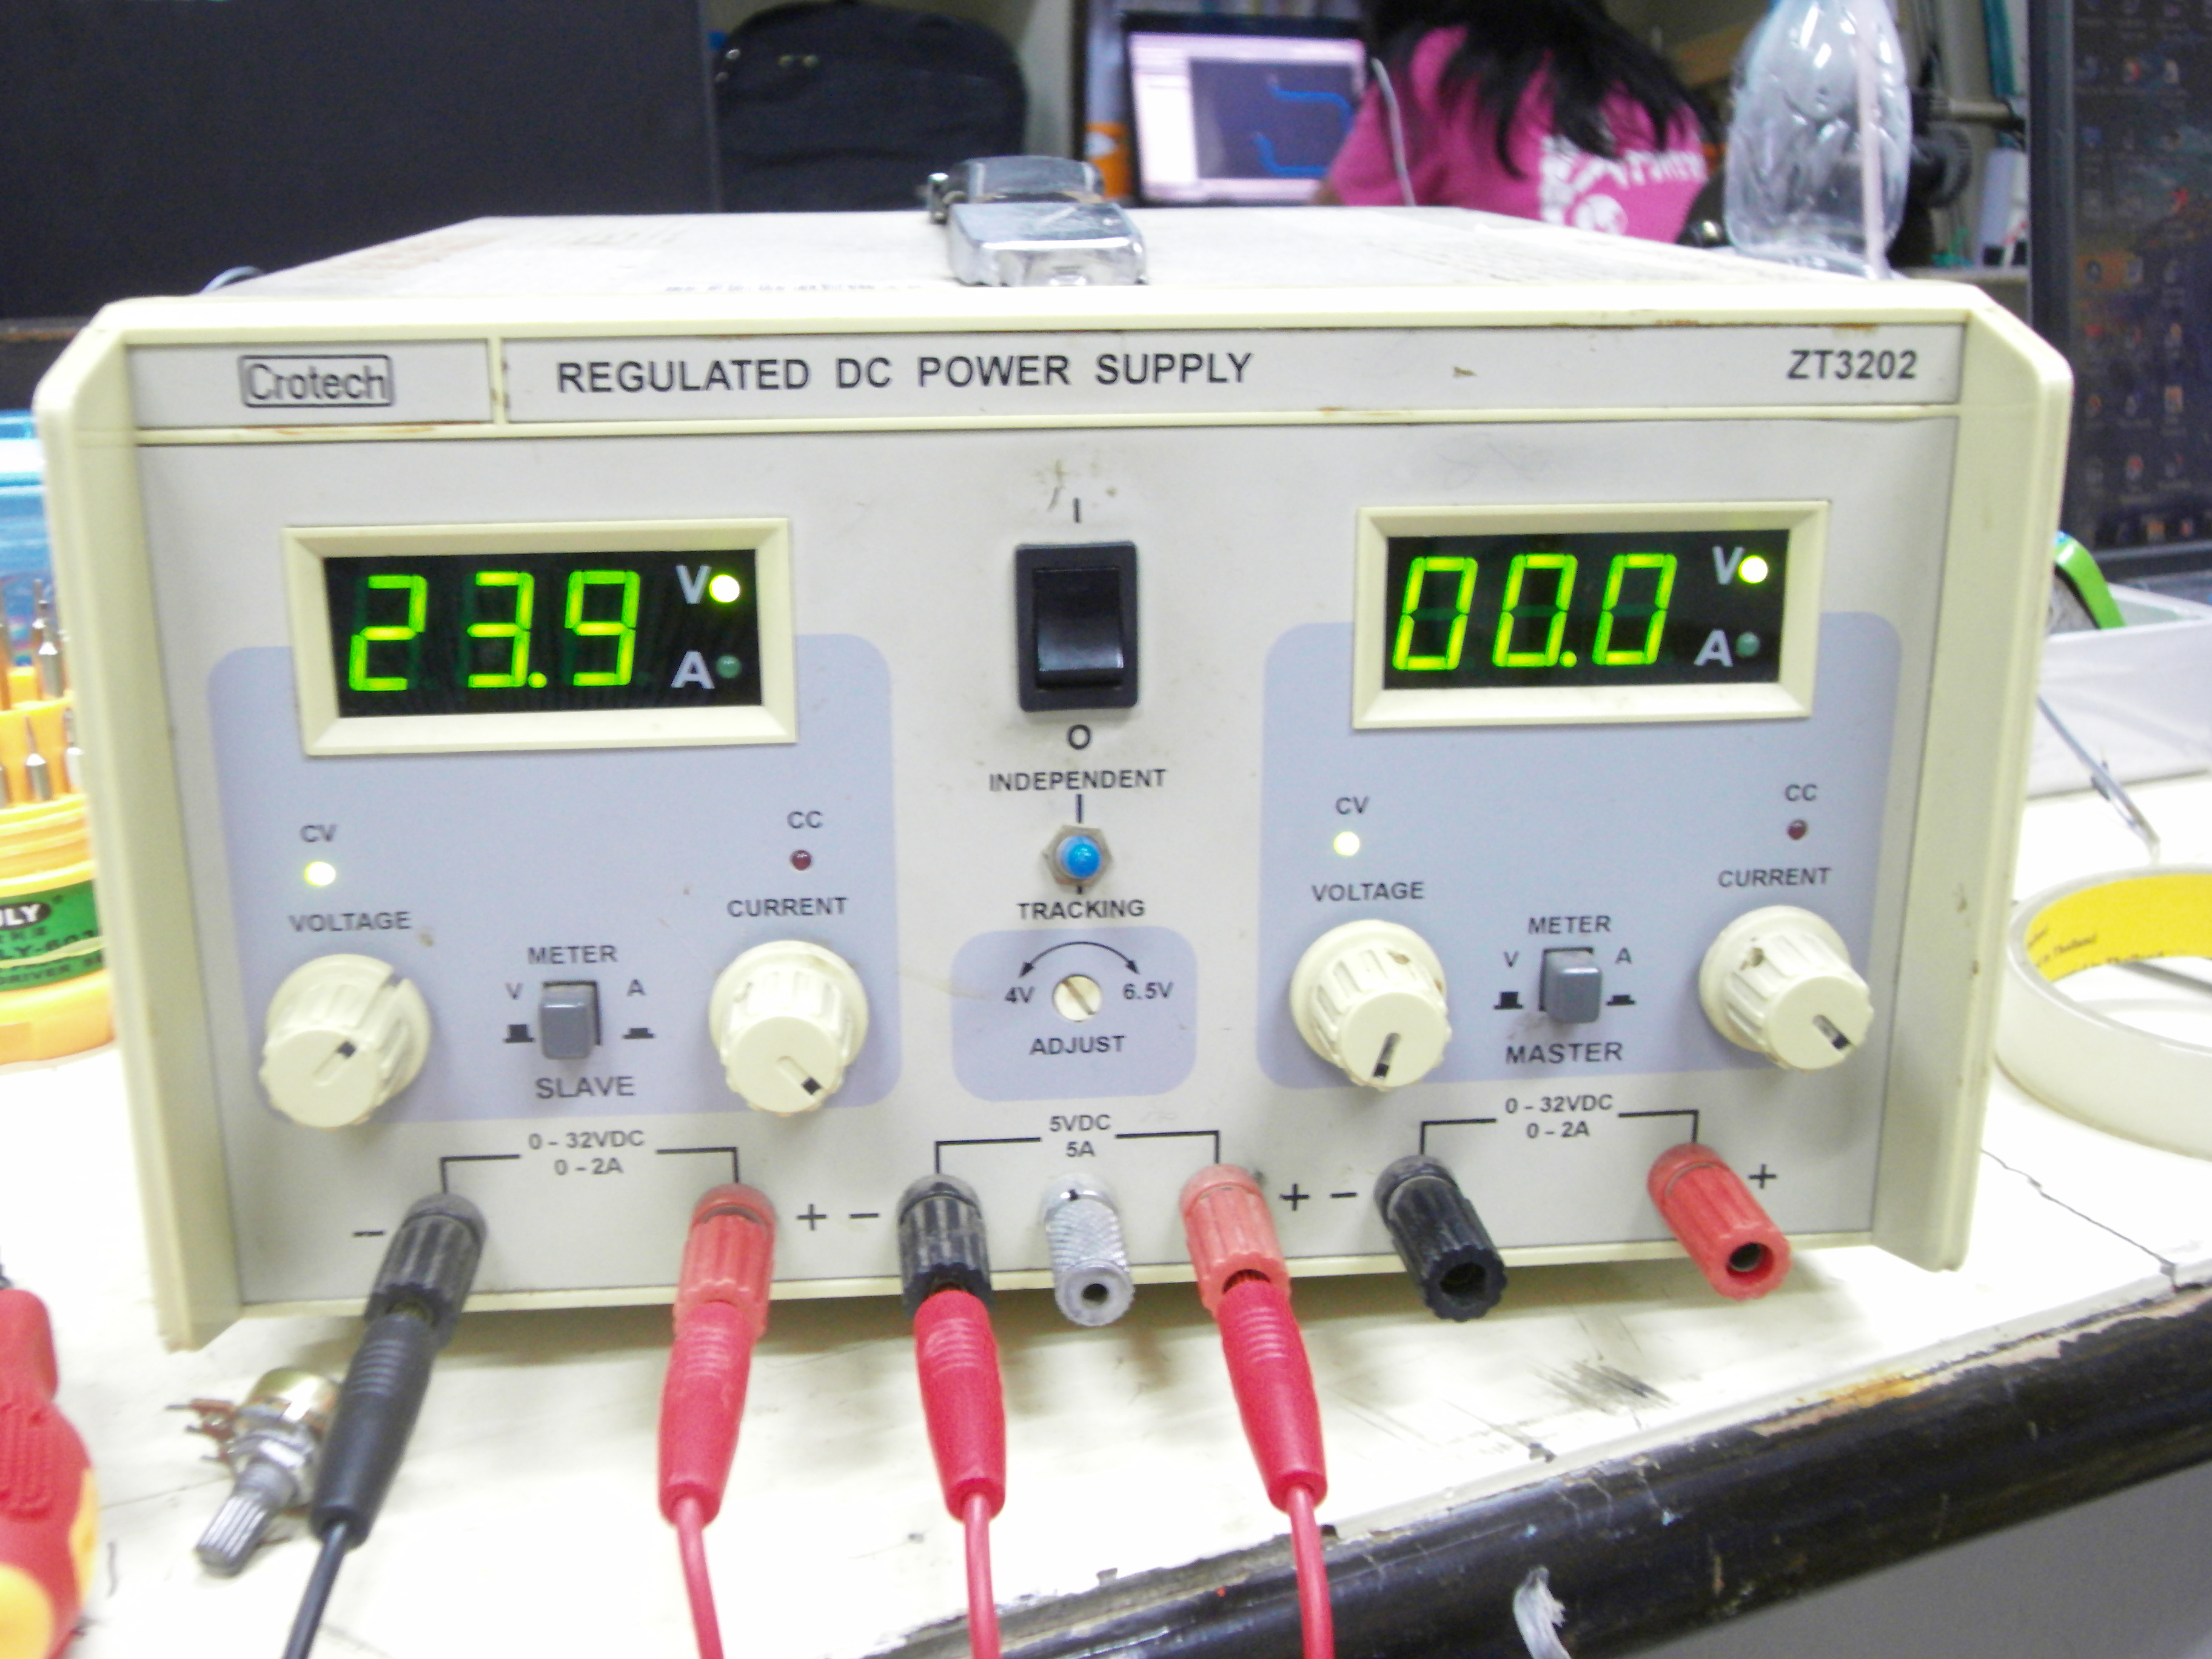 Crotech
REGULATED DC POWER SUPPLY
ZT3202
23.9
V
A
I
O
00.0
V
A
INDEPENDENT
TRACKING
4V 6.5V
ADJUST
CV
CC
VOLTAGE
CURRENT
METER
V A
SLAVE
CV
CC
VOLTAGE
CURRENT
METER
V A
MASTER
0 - 32VDC
0 - 2A
5VDC
5A
0 - 32VDC
0 - 2A
− + − + − +